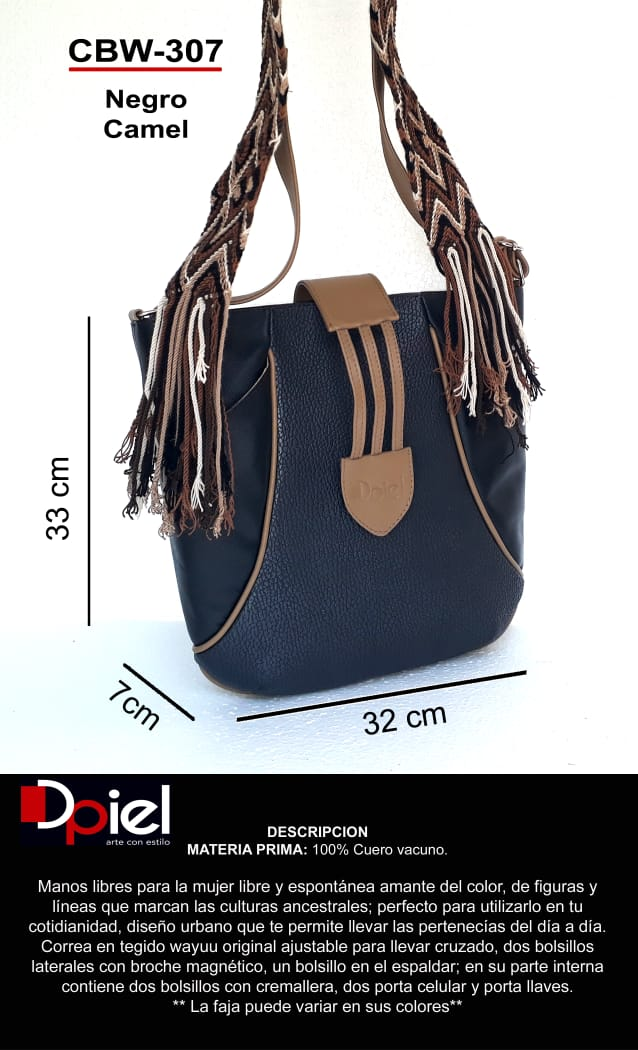 CBW-307
Negro
Camel
33 cm
Dpiel
7cm
32 cm
Dpiel
arte con estilo
DESCRIPCION
MATERIA PRIMA: 100% Cuero vacuno.
Manos libres para la mujer libre y espontánea amante del color, de figuras y
líneas que marcan las culturas ancestrales; perfecto para utilizarlo en tu
cotidianidad, diseño urbano que te permite llevar las pertenecías del día a día.
Correa en tegido wayuu original ajustable para llevar cruzado, dos bolsillos
laterales con broche magnético, un bolsillo en el espaldar; en su parte interna
contiene dos bolsillos con cremallera, dos porta celular y porta llaves.
** La faja puede variar en sus colores**